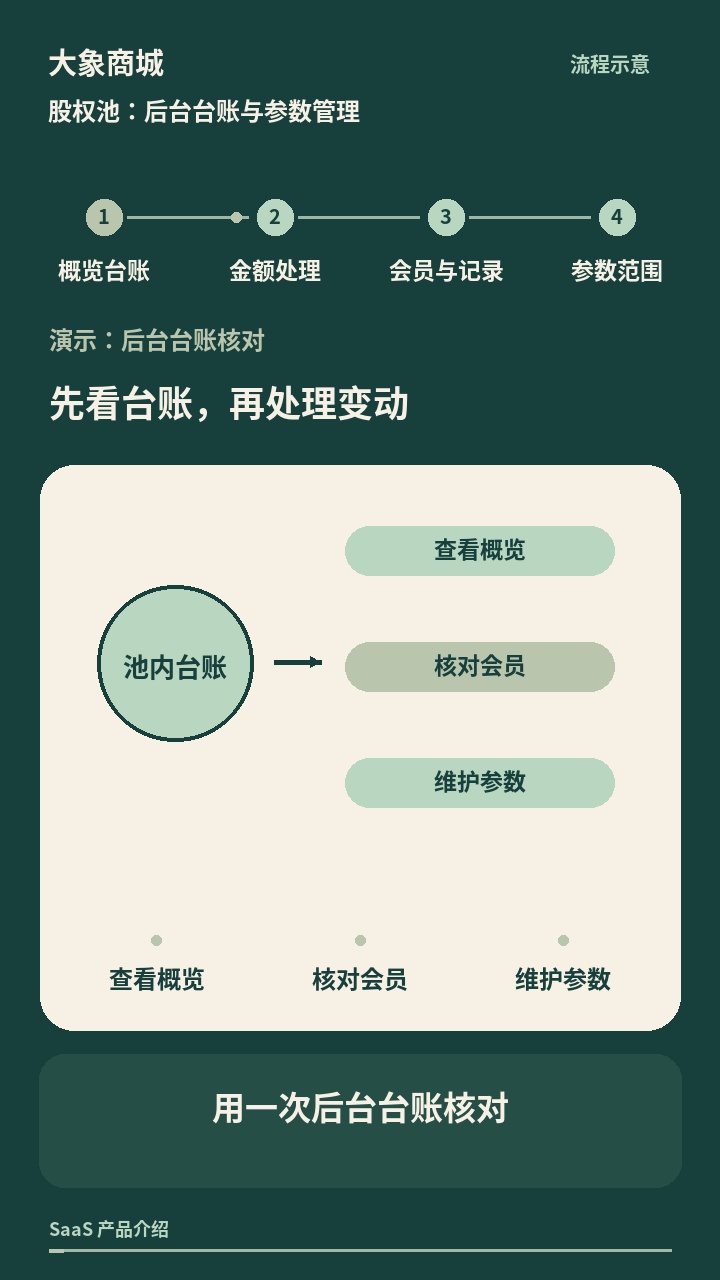 大象商城
流程示意
股权池：后台台账与参数管理
1 2 3 4
概览台账 金额处理 会员与记录 参数范围
演示：后台台账核对
先看台账，再处理变动
查看概览
池内台账
核对会员
维护参数
查看概览 核对会员 维护参数
用一次后台台账核对
SaaS 产品介绍